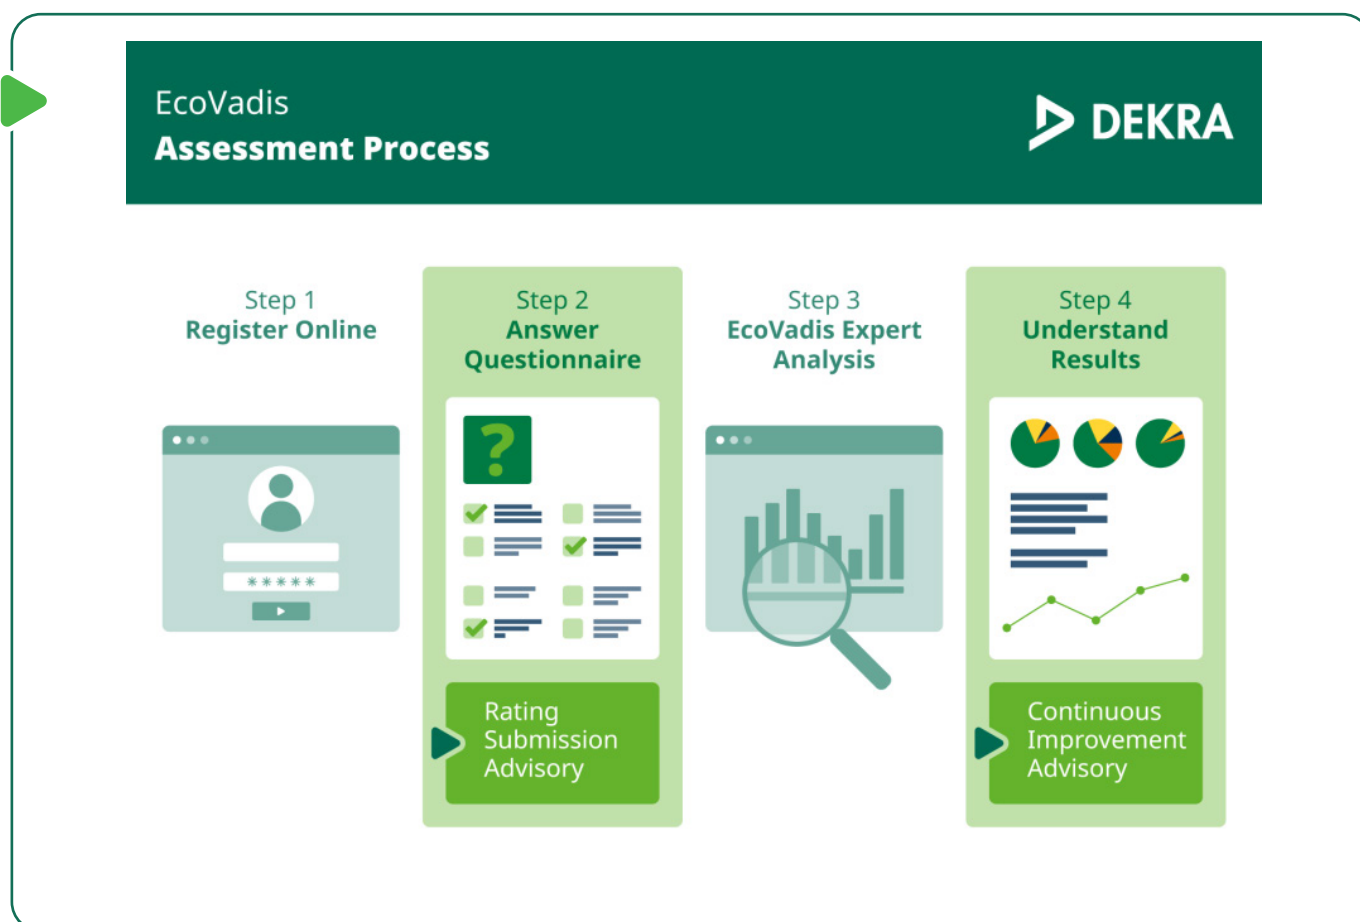 EcoVadis
Assessment Process
DEKRA
Step 1
Register Online
*****
Step 2
Answer
Questionnaire
?
Rating
Submission
Advisory
Step 3
EcoVadis Expert
Analysis
Step 4
Understand
Results
Continuous
Improvement
Advisory